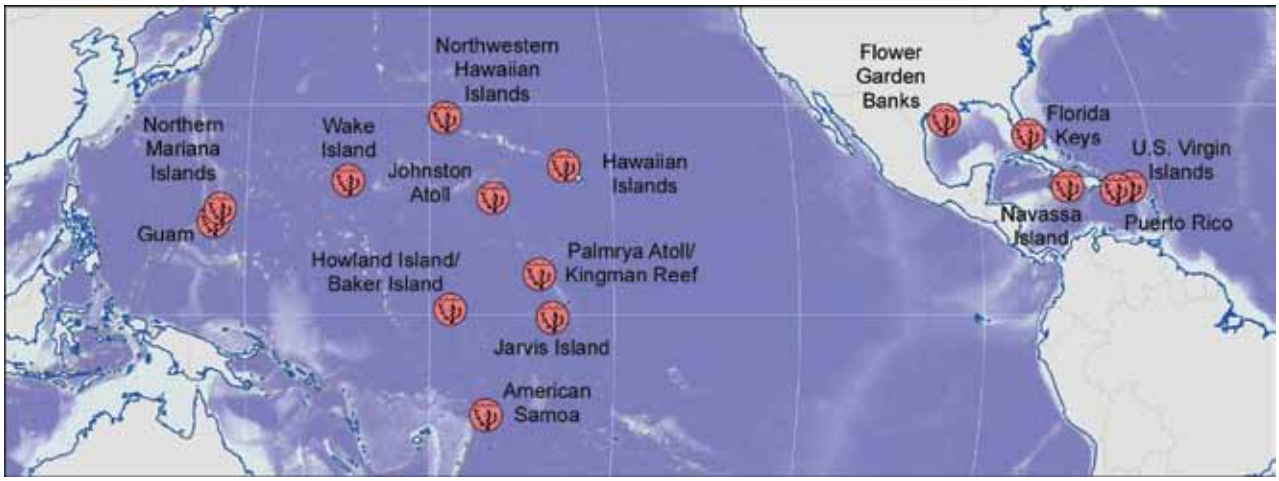 Northwestern
Hawaiian
Islands
Flower
Garden
Banks
Northern
Mariana
Islands
Wake
Island
Johnston
Atoll
Hawaiian
Islands
Florida
Keys
U.S. Virgin
Islands
Guam
Navassa
Island
Puerto Rico
Howland Island/
Baker Island
Palmrya Atoll/
Kingman Reef
Jarvis Island
American
Samoa